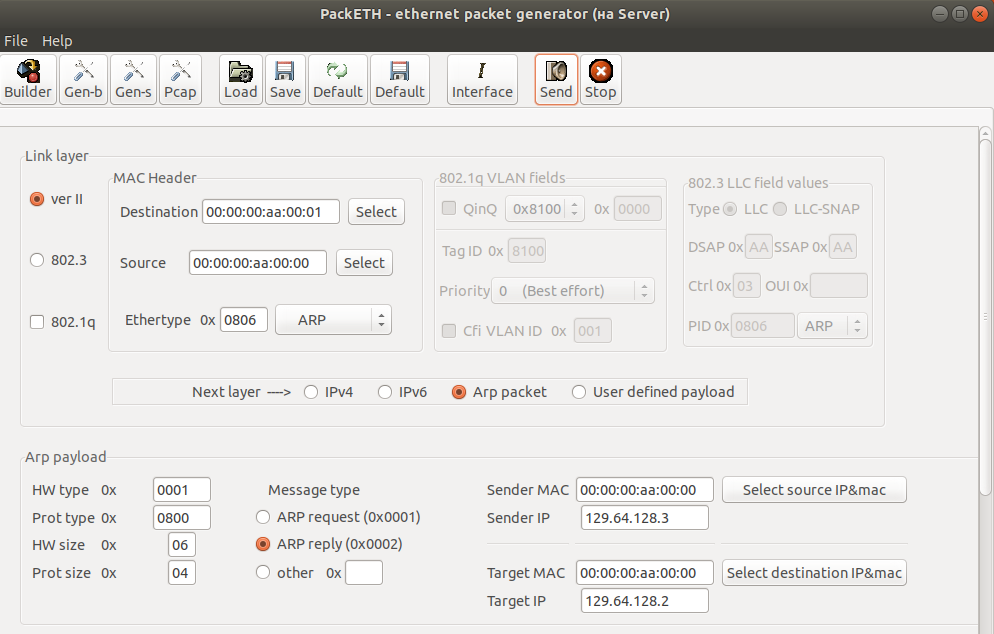 PackETH - ethernet packet generator (на Server)
File Help
Builder Gen-b Gen-s Pcap Load Save Default Default Interface Send Stop
Link layer
MAC Header 802.1q VLAN fields 802.3 LLC field values
ver II Destination 00:00:00:aa:00:01 Select QinQ 0x8100 0x 0000 Type LLC LLC-SNAP
DSAP 0x AA SSAP 0x AA
802.3 Source 00:00:00:aa:00:00 Select Tag ID 0x 8100
Priority 0 (Best effort) Ctrl 0x 03 OUI 0x
802.1q Ethertype 0x 0806 ARP Cfi VLAN ID 0x 001 PID 0x 0806 ARP
Next layer ----> IPv4 IPv6 Arp packet User defined payload
Arp payload
HW type 0x 0001 Message type Sender MAC 00:00:00:aa:00:00 Select source IP&mac
Prot type 0x 0800 ARP request (0x0001) Sender IP 129.64.128.3
HW size 0x 06 ARP reply (0x0002)
Prot size 0x 04 other 0x Target MAC 00:00:00:aa:00:00 Select destination IP&mac
Target IP 129.64.128.2